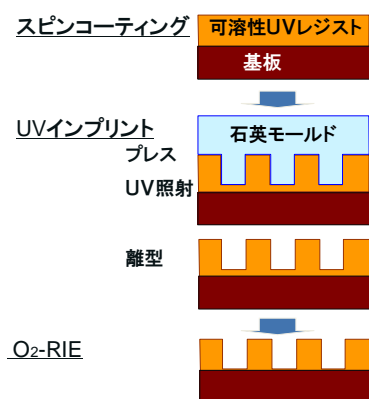 スピンコーティング
可溶性UVレジスト
基板
UVインプリント
石英モールド
プレス
UV照射
離型
O2-RIE